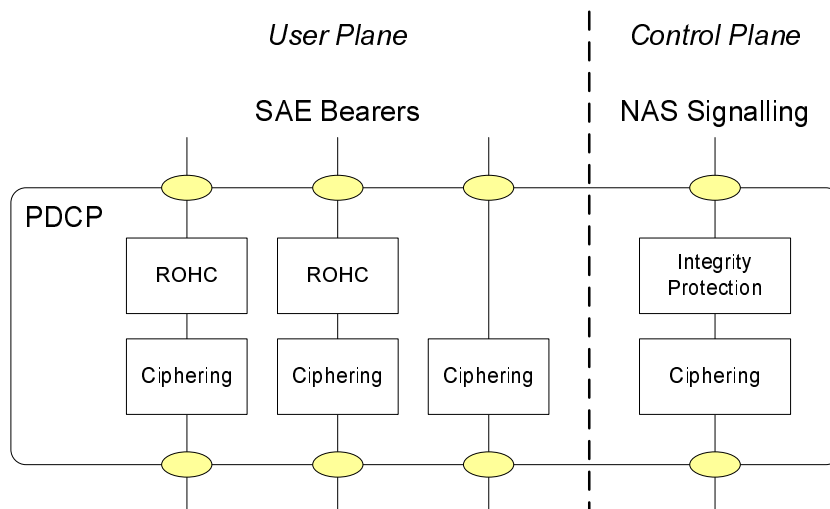 User Plane
Control Plane
SAE Bearers
NAS Signalling
PDCP
ROHC
ROHC
Integrity
Protection
Ciphering
Ciphering
Ciphering
Ciphering